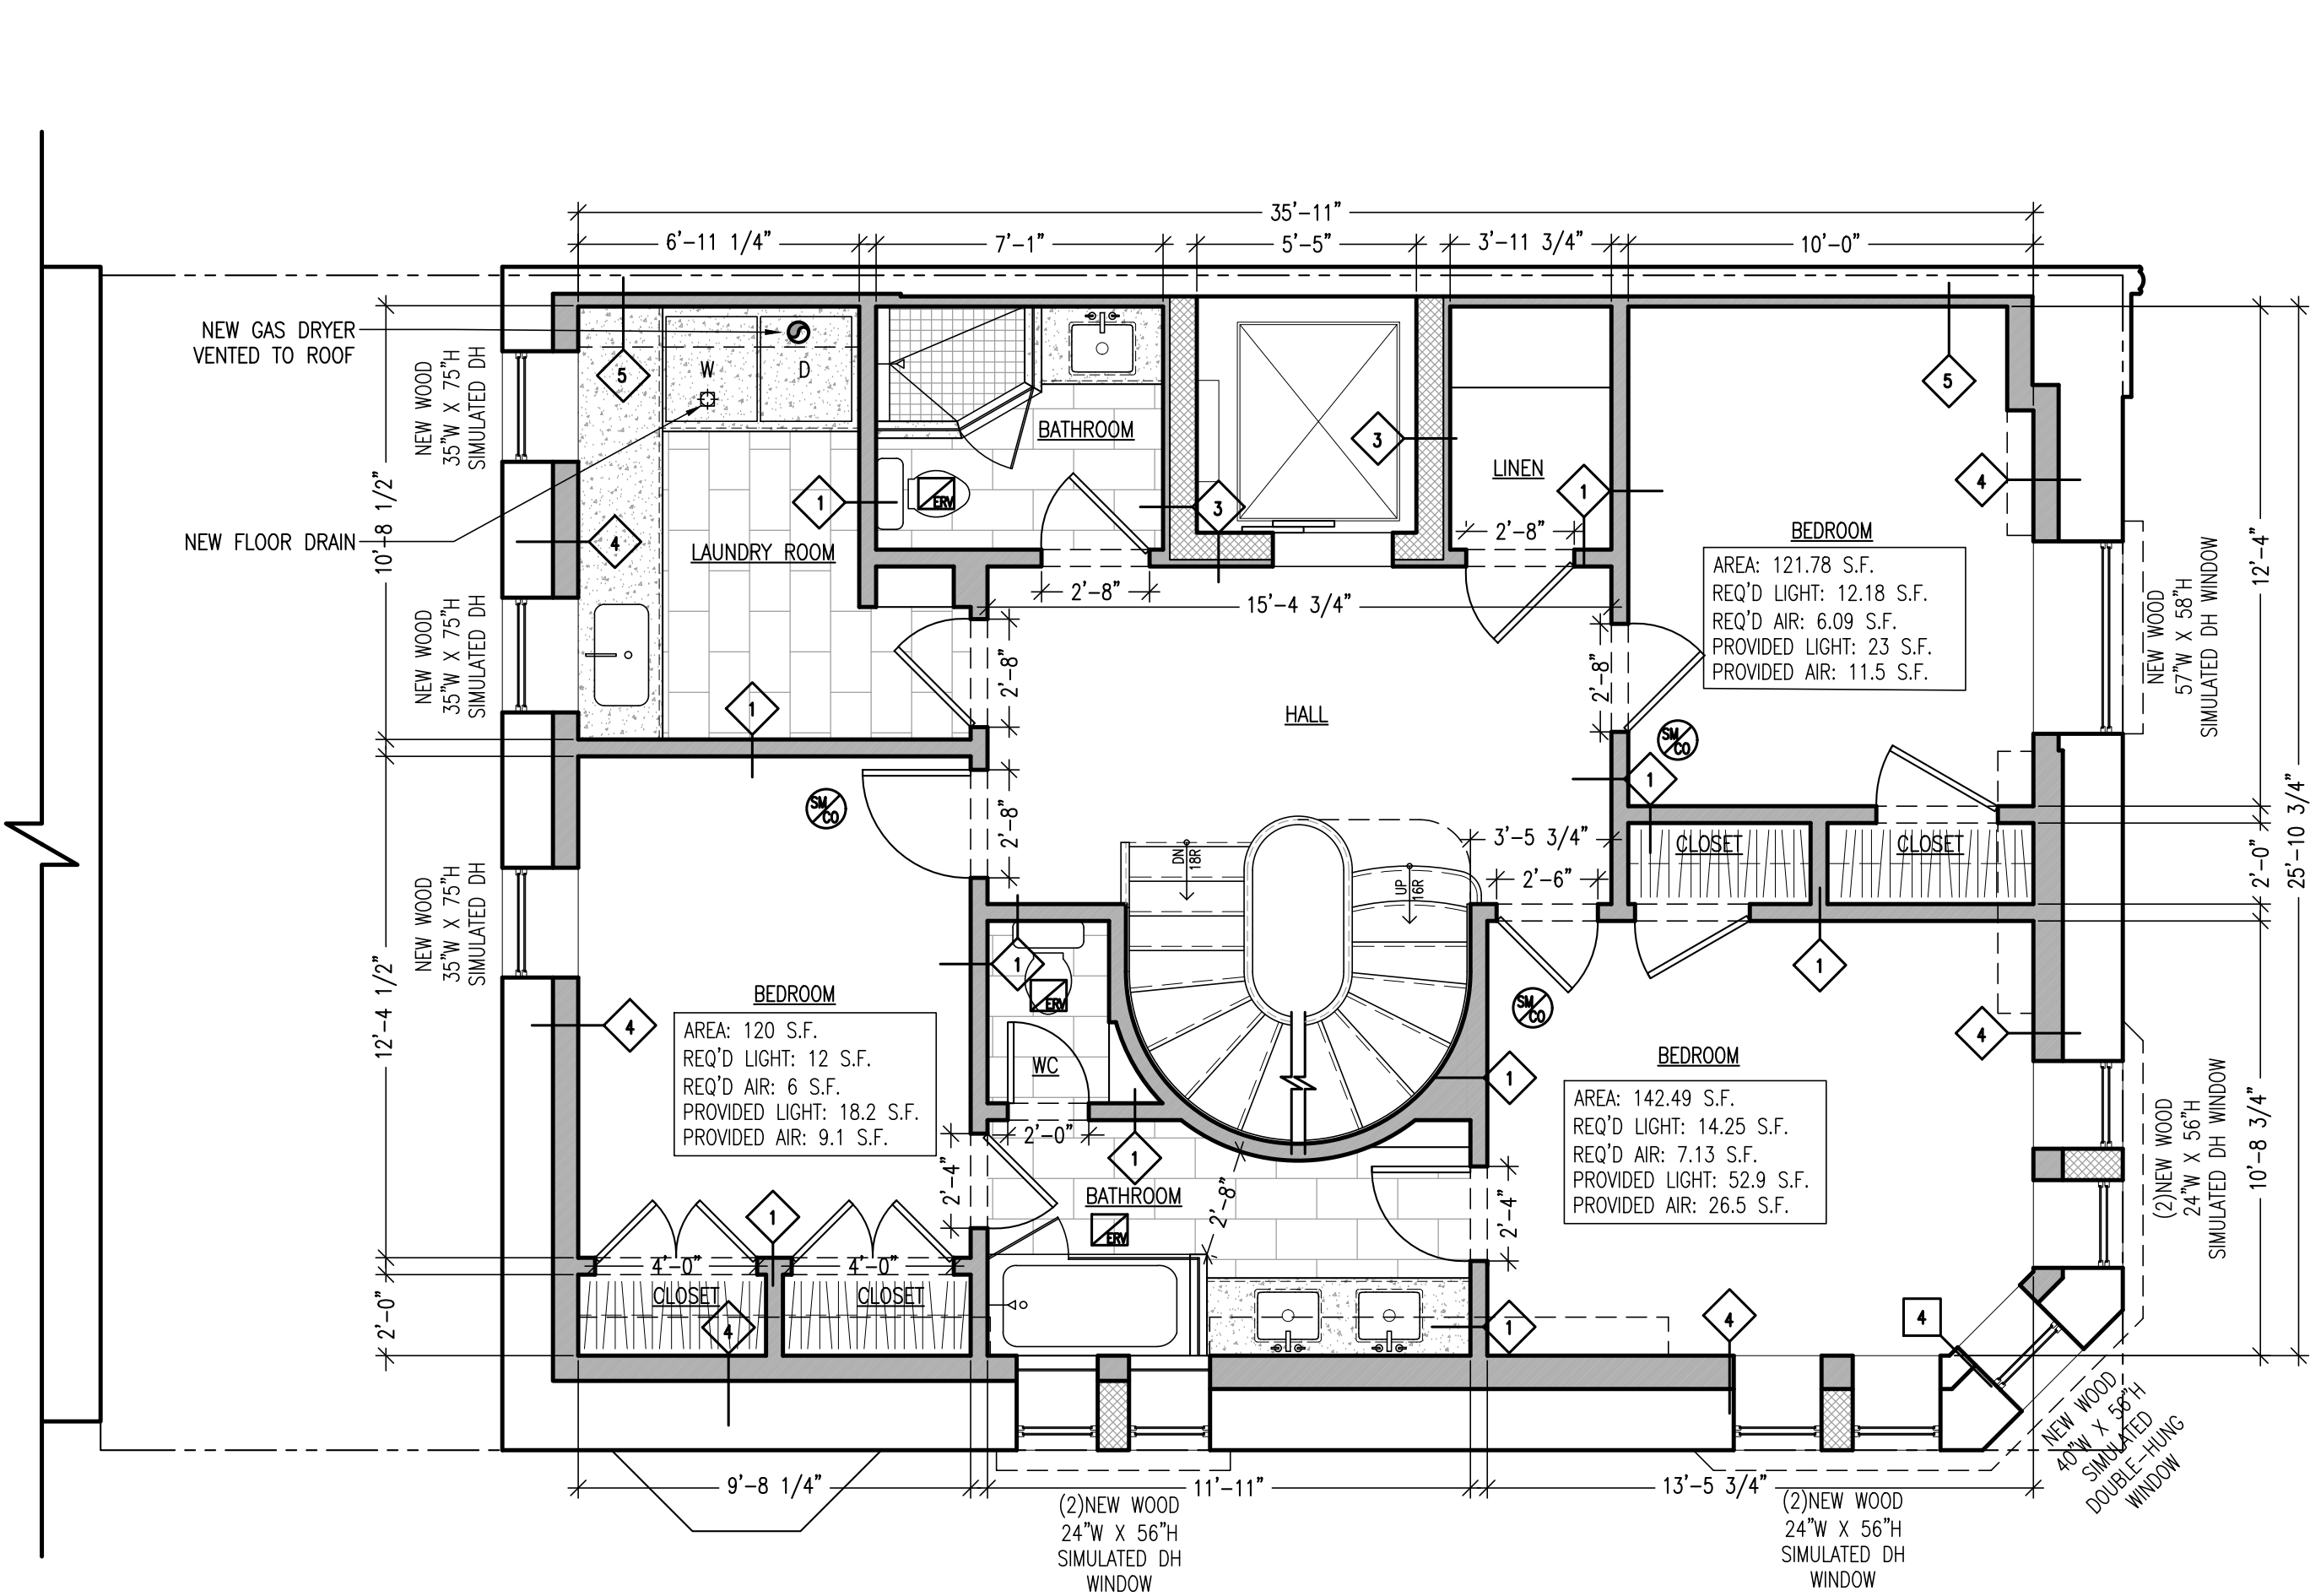 35'-11"
6'-11 1/4"
7'-1"
5'-5"
3'-11 3/4"
10'-0"
NEW GAS DRYER
VENTED TO ROOF
NEW FLOOR DRAIN
NEW WOOD
35"W X 75"H
SIMULATED DH
NEW WOOD
35"W X 75"H
SIMULATED DH
NEW WOOD
35"W X 75"H
SIMULATED DH
10'-8 1/2"
12'-4 1/2"
2'-0"
5
W
D
4
LAUNDRY ROOM
1
1
BATHROOM
ERV
3
3
2'-8"
15'-4 3/4"
LINEN
1
2'-8"
5
4
BEDROOM
AREA: 121.78 S.F.
REQ'D LIGHT: 12.18 S.F.
REQ'D AIR: 6.09 S.F.
PROVIDED LIGHT: 23 S.F.
PROVIDED AIR: 11.5 S.F.
NEW WOOD
57"W X 58"H
SIMULATED DH WINDOW
12'-4"
2'-0"
25'-10 3/4"
10'-8 3/4"
2'-8"
2'-8"
2'-8"
HALL
SM/CO
SM/CO
1
3'-5 3/4"
2'-6"
CLOSET
CLOSET
DN
18R
UP
16R
1
1
ERV
WC
2'-0"
1
SM/CO
1
4
4
BEDROOM
AREA: 120 S.F.
REQ'D LIGHT: 12 S.F.
REQ'D AIR: 6 S.F.
PROVIDED LIGHT: 18.2 S.F.
PROVIDED AIR: 9.1 S.F.
BEDROOM
AREA: 142.49 S.F.
REQ'D LIGHT: 14.25 S.F.
REQ'D AIR: 7.13 S.F.
PROVIDED LIGHT: 52.9 S.F.
PROVIDED AIR: 26.5 S.F.
(2)NEW WOOD
24"W X 56"H
SIMULATED DH WINDOW
2'-4"
BATHROOM
ERV
2'-8"
2'-4"
1
4'-0"
4'-0"
CLOSET
CLOSET
4
1
4
4
NEW WOOD
40"W X 56"H
SIMULATED
DOUBLE-HUNG
WINDOW
9'-8 1/4"
11'-11"
13'-5 3/4"
(2)NEW WOOD
24"W X 56"H
SIMULATED DH
WINDOW
(2)NEW WOOD
24"W X 56"H
SIMULATED DH
WINDOW